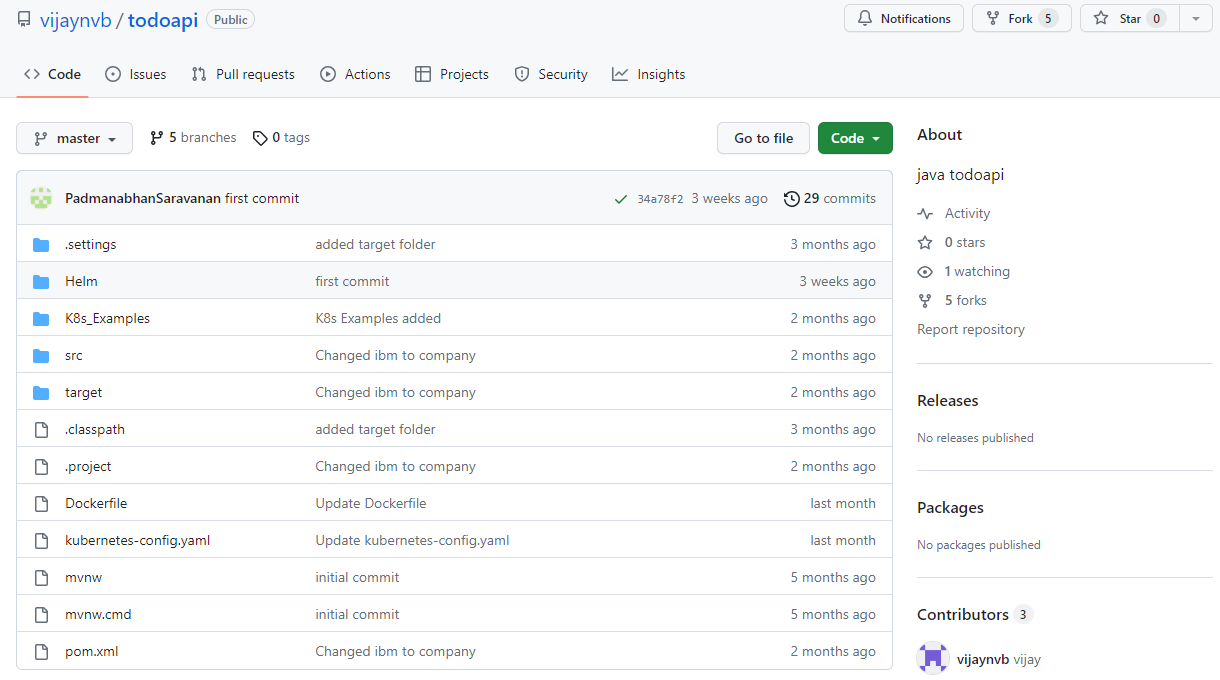 vijaynvb / todoapi Public Notifications Fork 5 Star 0
Code Issues Pull requests Actions Projects Security Insights
master 5 branches 0 tags Go to file Code
PadmanabhanSaravanan first commit 34a78f2 3 weeks ago 29 commits
.settings added target folder 3 months ago
Helm first commit 3 weeks ago
K8s_Examples K8s Examples added 2 months ago
src Changed ibm to company 2 months ago
target Changed ibm to company 2 months ago
.classpath added target folder 3 months ago
.project Changed ibm to company 2 months ago
Dockerfile Update Dockerfile last month
kubernetes-config.yaml Update kubernetes-config.yaml last month
mvnw initial commit 5 months ago
mvnw.cmd initial commit 5 months ago
pom.xml Changed ibm to company 2 months ago
About
java todoapi
Activity
0 stars
1 watching
5 forks
Report repository
Releases
No releases published
Packages
No packages published
Contributors 3
vijaynvb vijay